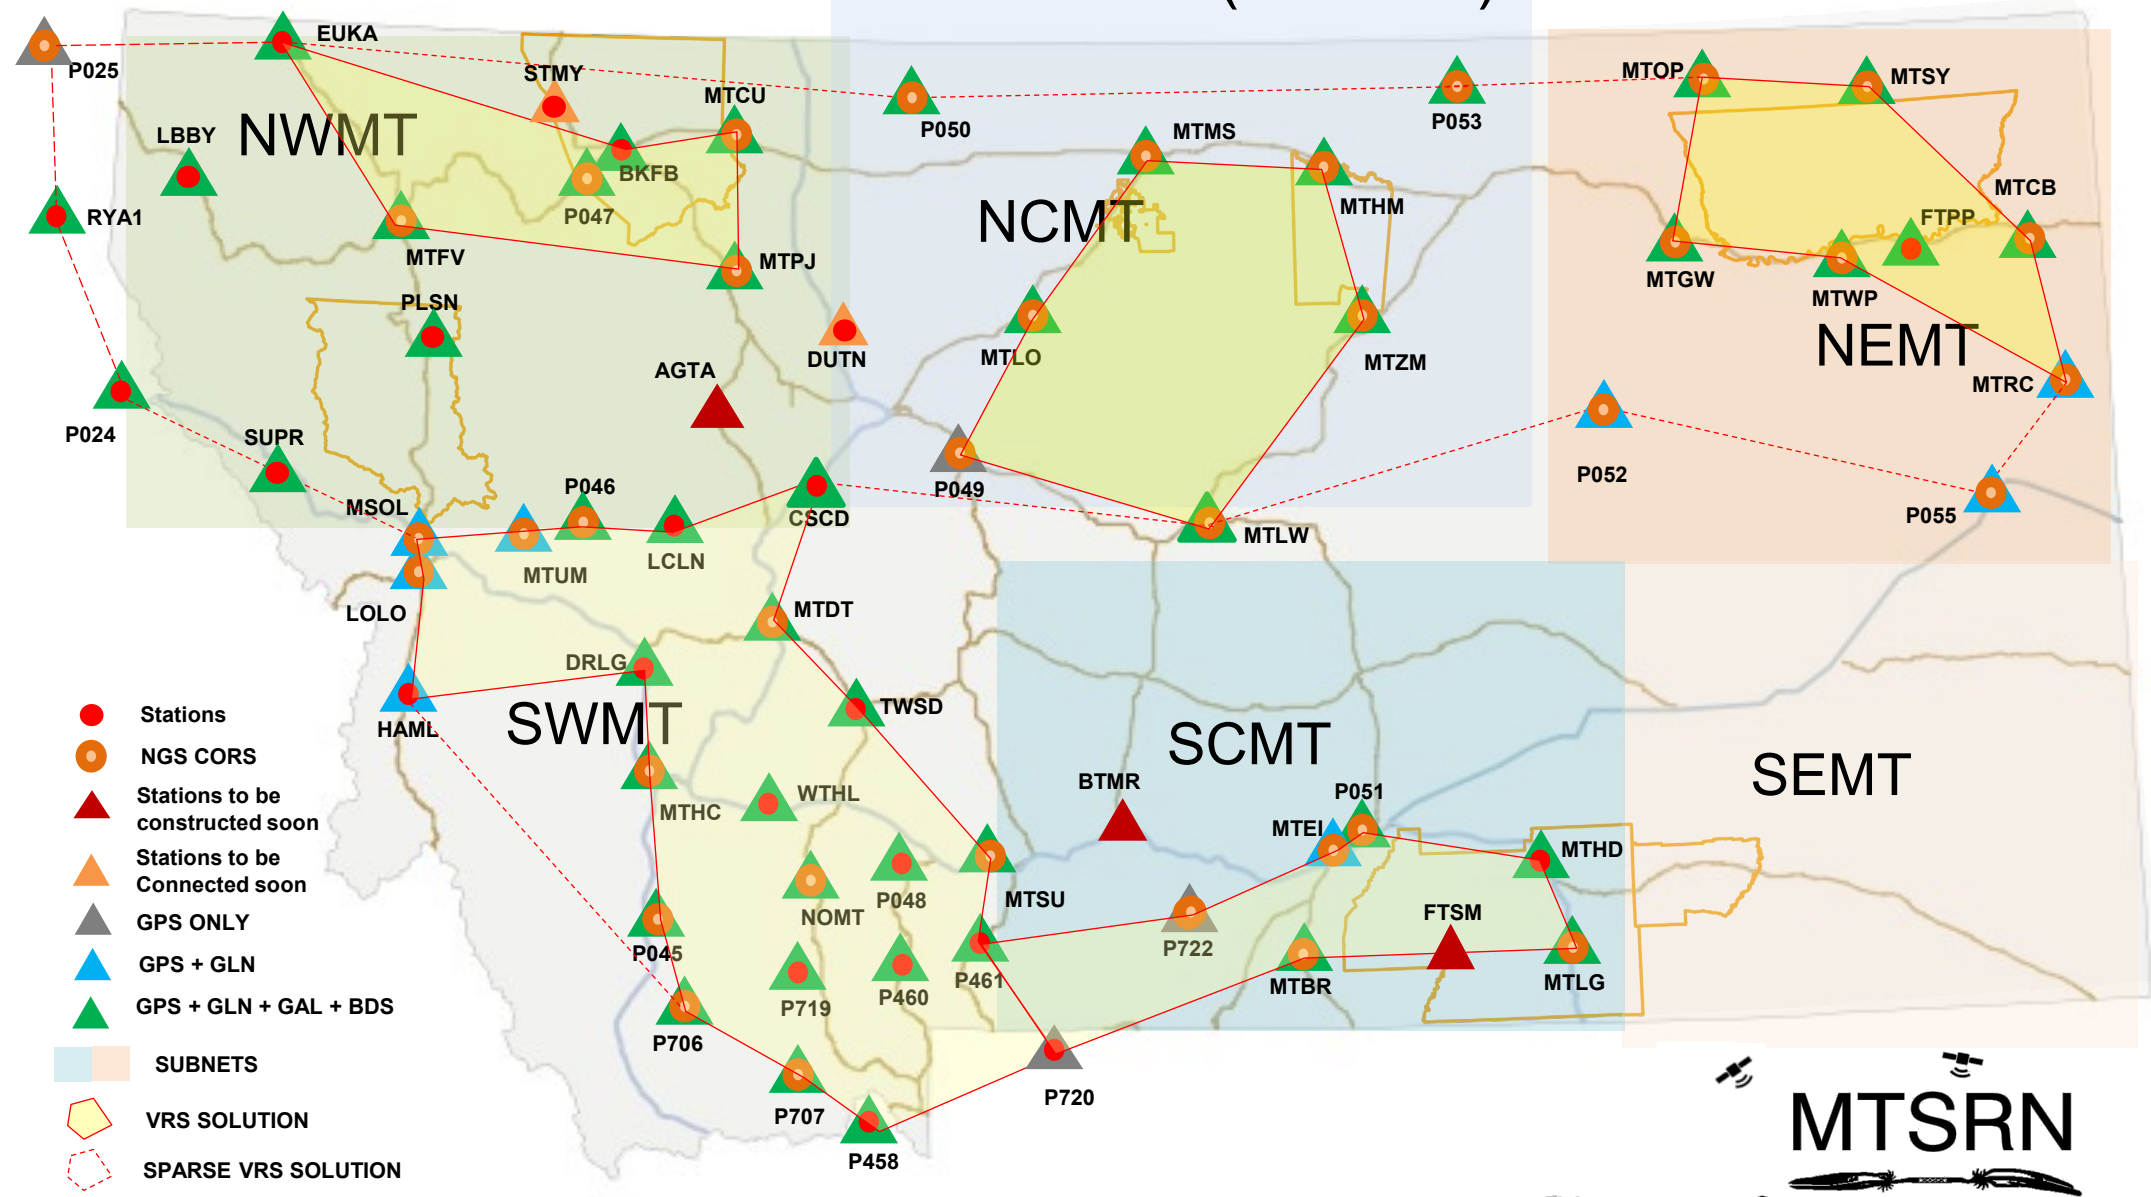 EUKA
P025
STMY
MTCU
LBBY
NWMT
BKFB
P047
RYA1
MTFV
MTPJ
PLSN
AGTA
DUTN
P024
SUPR
MSOL
P046
LOLO
MTUM
LCLN
CSCD
P050
P053
MTMS
NCMT
MTHM
MTLO
MTZM
P049
MTLW
MTOP
MTSY
MTCB
FTPP
MTGW
MTWP
NEMT
MTRC
P052
P055
MTDT
DRLG
HAML
SWMT
TWSD
MTHC
WTHL
NOMT
P048
MTSU
P045
P719
P460
P461
P706
P707
P458
P720
SCMT
BTMR
P051
MTEI
MTHD
P722
FTSM
MTBR
MTLG
SEMT
Stations
NGS CORS
Stations to be
constructed soon
Stations to be
Connected soon
GPS ONLY
GPS + GLN
GPS + GLN + GAL + BDS
SUBNETS
VRS SOLUTION
SPARSE VRS SOLUTION
MTSRN